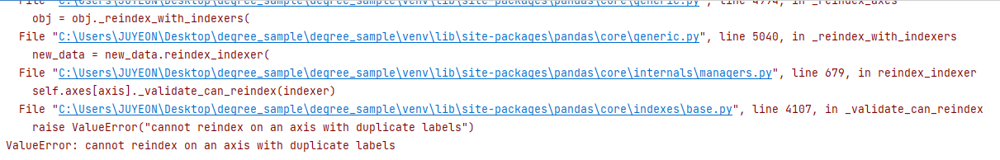 File "C:\Users\JUYEON\Desktop\degree_sample\degree_sample\venv\lib\site-packages\pandas\core\generic.py", line 4774, in _reindex_axes
obj = obj._reindex_with_indexers(
File "C:\Users\JUYEON\Desktop\degree_sample\degree_sample\venv\lib\site-packages\pandas\core\generic.py", line 5040, in _reindex_with_indexers
new_data = new_data.reindex_indexer(
File "C:\Users\JUYEON\Desktop\degree_sample\degree_sample\venv\lib\site-packages\pandas\core\internals\managers.py", line 679, in reindex_indexer
self.axes[axis]._validate_can_reindex(indexer)
File "C:\Users\JUYEON\Desktop\degree_sample\degree_sample\venv\lib\site-packages\pandas\core\indexes\base.py", line 4107, in _validate_can_reindex
raise ValueError("cannot reindex on an axis with duplicate labels")
ValueError: cannot reindex on an axis with duplicate labels